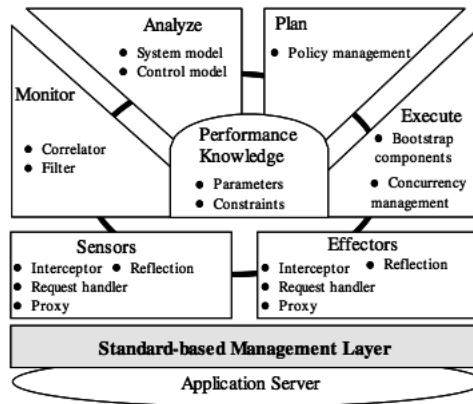 Analyze
● System model
● Control model
Plan
● Policy management
Monitor
● Correlator
● Filter
Performance
Knowledge
● Parameters
● Constraints
Execute
● Bootstrap
components
● Concurrency
management
Sensors
● Interceptor ● Reflection
● Request handler
● Proxy
Effectors
● Interceptor ● Reflection
● Request handler
● Proxy
Standard-based Management Layer
Application Server